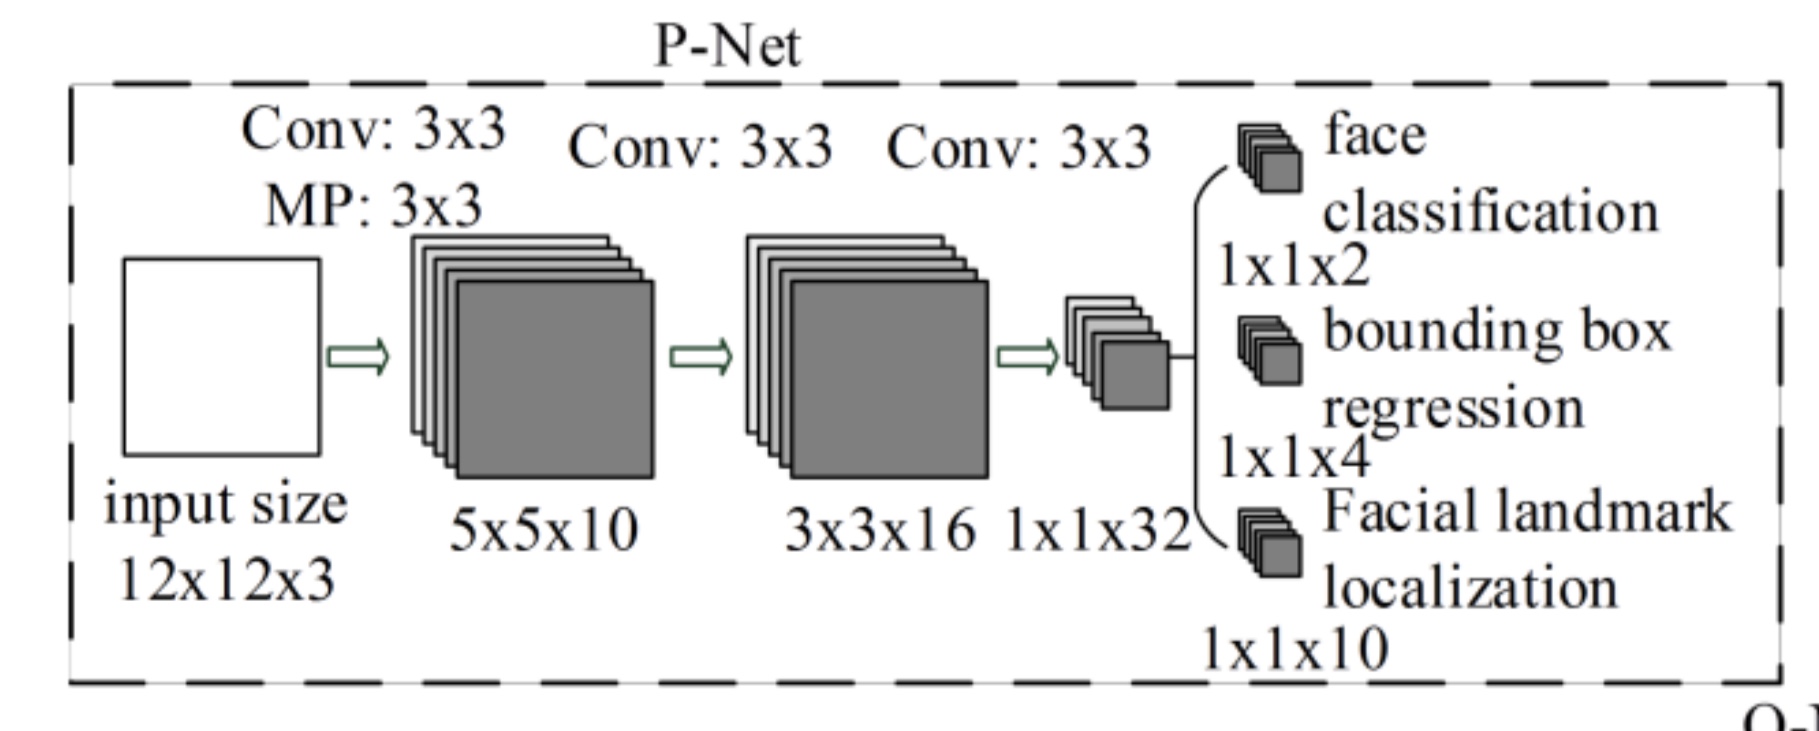 P-Net
Conv: 3x3
MP: 3x3
Conv: 3x3
Conv: 3x3
input size
12x12x3
5x5x10
3x3x16
1x1x32
face
classification
1x1x2
bounding box
regression
1x1x4
Facial landmark
localization
1x1x10